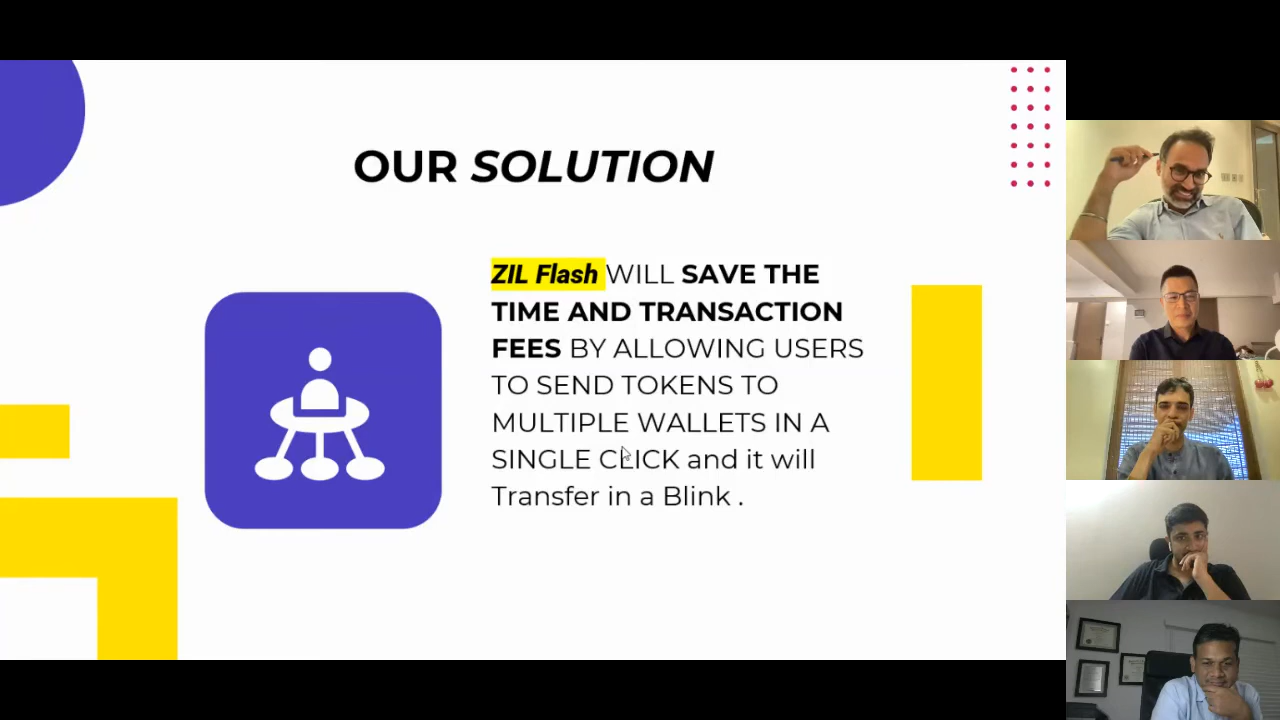 OUR SOLUTION
ZIL Flash WILL SAVE THE
TIME AND TRANSACTION
FEES BY ALLOWING USERS
TO SEND TOKENS TO
MULTIPLE WALLETS IN A
SINGLE CLICK and it will
Transfer in a Blink .